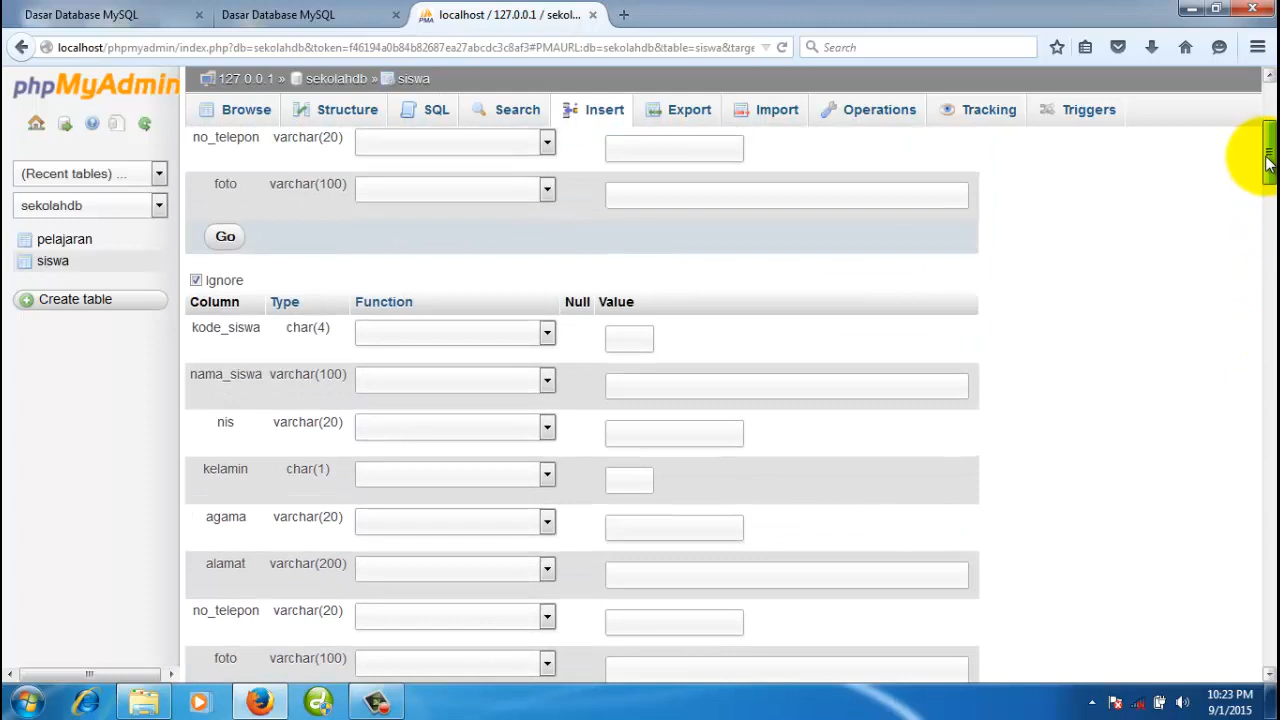 Dasar Database MySQL
Dasar Database MySQL
localhost / 127.0.0.1 / sekol...
localhost/phpmyadmin/index.php?db=sekolahdb&token=f46194a0b84b82687ea27abcdc3c8af3#PMAURL:db=sekolahdb&table=siswa&targe
Search
phpMyAdmin
127.0.0.1 » sekolahdb » siswa
Browse Structure SQL Search Insert Export Import Operations Tracking Triggers
(Recent tables) ...
sekolahdb
pelajaran
siswa
Create table
no_telepon varchar(20)
foto varchar(100)
Go
Ignore
Column Type Function Null Value
kode_siswa char(4)
nama_siswa varchar(100)
nis varchar(20)
kelamin char(1)
agama varchar(20)
alamat varchar(200)
no_telepon varchar(20)
foto varchar(100)
10:23 PM
9/1/2015